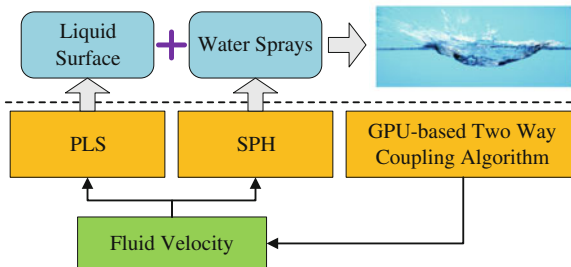 Liquid
Surface
+
Water Sprays
PLS
SPH
GPU-based Two Way
Coupling Algorithm
Fluid Velocity